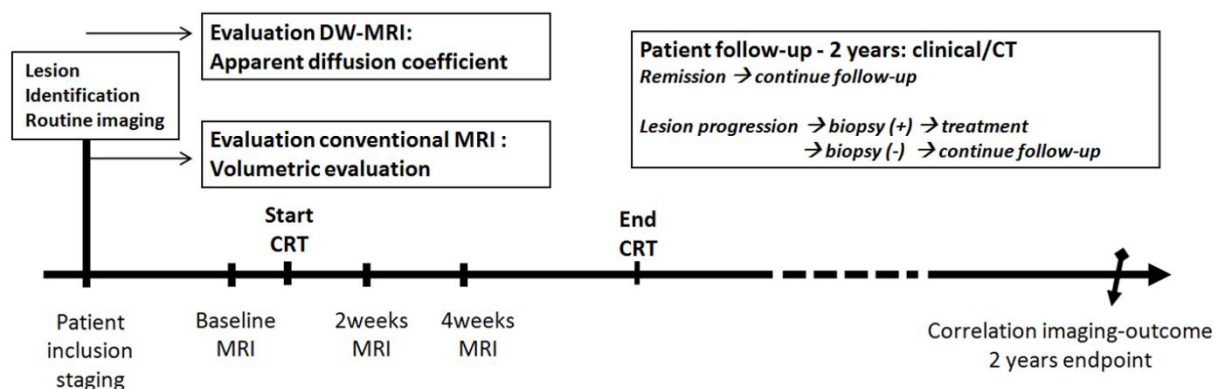 Evaluation DW-MRI:
Apparent diffusion coefficient
Lesion
Identification
Routine imaging
Evaluation conventional MRI :
Volumetric evaluation
Patient follow-up - 2 years: clinical/CT
Remission → continue follow-up
Lesion progression → biopsy (+) → treatment
→ biopsy (-) → continue follow-up
Start
CRT
End
CRT
Patient
inclusion
staging
Baseline
MRI
2weeks
MRI
4weeks
MRI
Correlation imaging-outcome
2 years endpoint